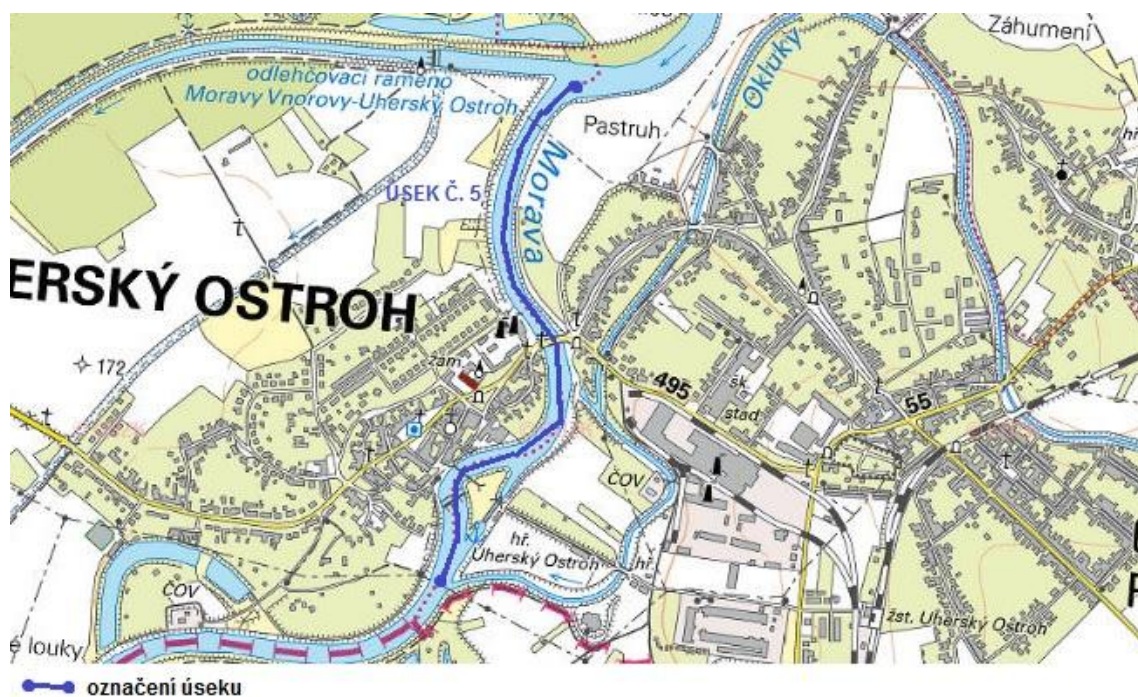 Záhumení
odlehčovací rameno
Moravy Vnorovy-Uherský Ostroh
Okluky
Pastruh
hř.
ÚSEK Č. 5
Morava
ERSKÝ OSTROH
172
zám.
495
sk.
stad
55
ČOV
hř.
Uherský Ostroh
hř.
ČOV
žst. Uherský Ostroh
é louky
označení úseku